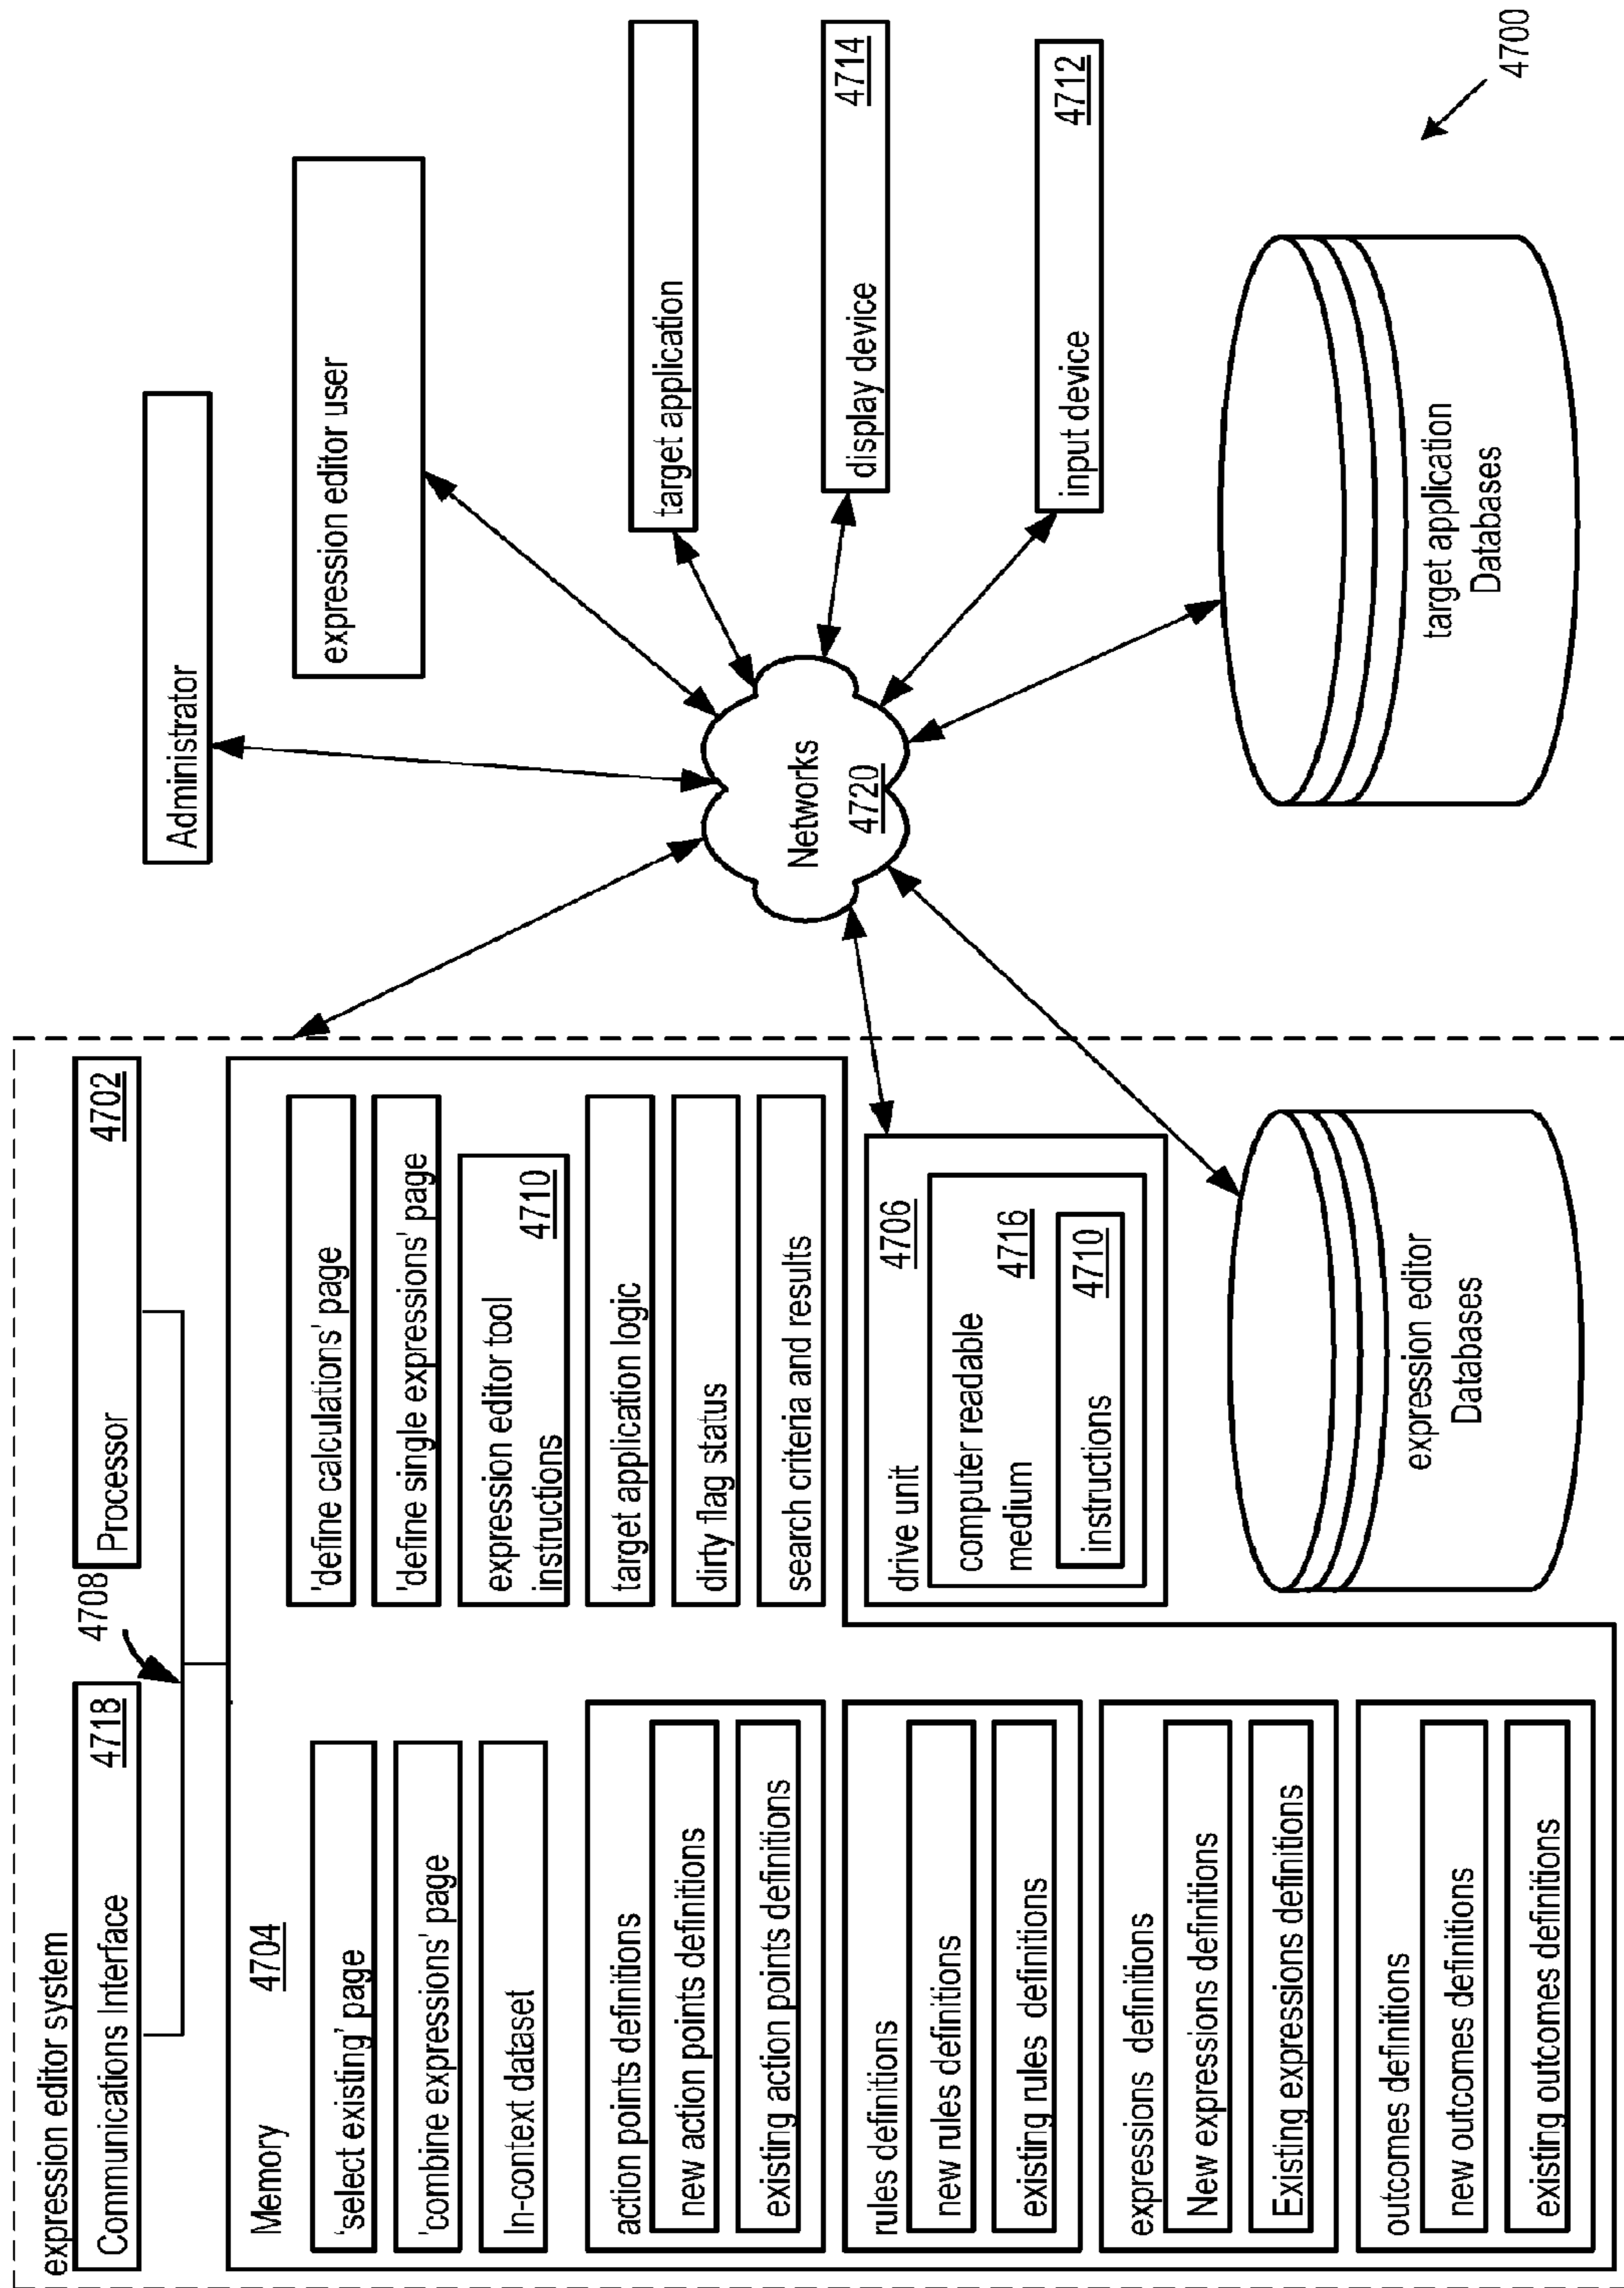 expression editor system
Communications Interface 4718
4708
Processor 4702
Memory 4704
'select existing' page
'combine expressions' page
In-context dataset
action points definitions
new action points definitions
existing action points definitions
rules definitions
new rules definitions
existing rules definitions
expressions definitions
New expressions definitions
Existing expressions definitions
outcomes definitions
new outcomes definitions
existing outcomes definitions
'define calculations' page
'define single expressions' page
expression editor tool
instructions 4710
target application logic
dirty flag status
search criteria and results
drive unit 4706
computer readable
medium 4716
instructions 4710
expression editor
Databases
Networks
4720
Administrator
expression editor user
target application
display device 4714
input device 4712
target application
Databases
4700